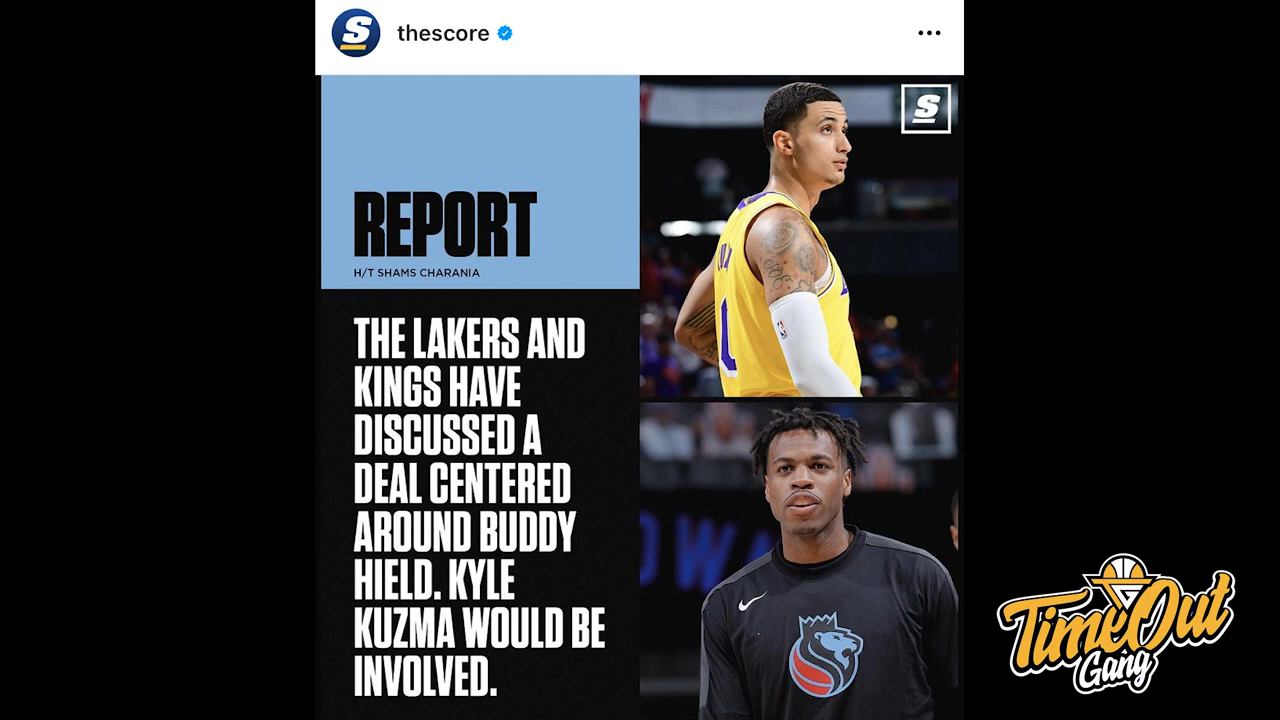 thescore
REPORT
H/T SHAMS CHARANIA
THE LAKERS AND
KINGS HAVE
DISCUSSED A
DEAL CENTERED
AROUND BUDDY
HIELD. KYLE
KUZMA WOULD BE
INVOLVED.
S
S
TimeOut
Gang